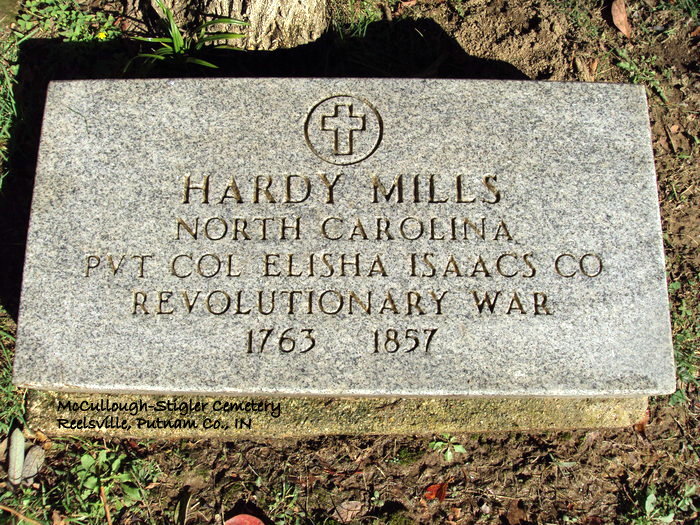 HARDY MILLS
NORTH CAROLINA
PVT COL ELISHA ISAACS CO
REVOLUTIONARY WAR
1763 1857
McCullough-Stigler Cemetery
Reelsville, Putnam Co., IN